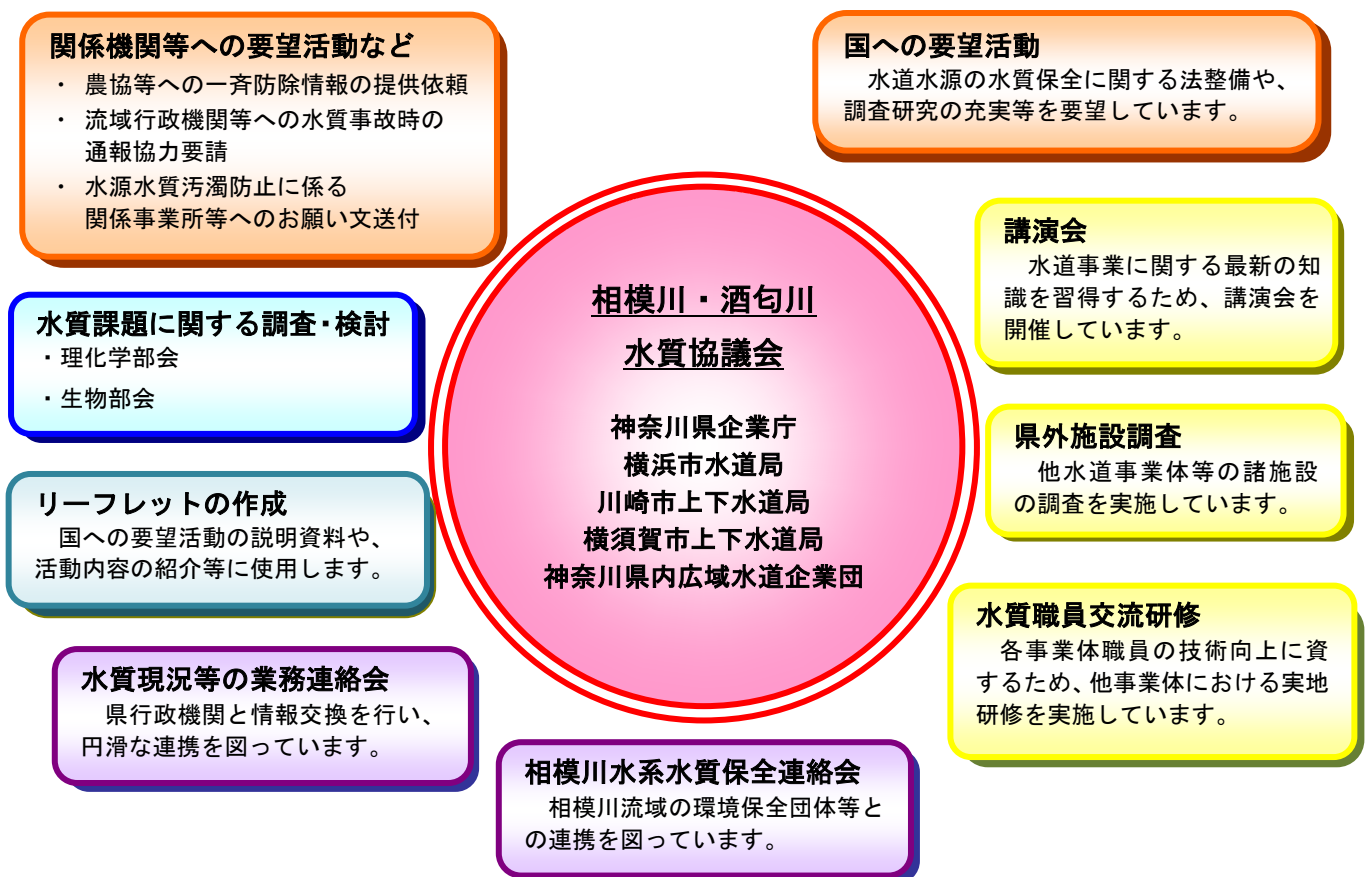 関係機関等への要望活動など
・ 農協等への一斉防除情報の提供依頼
・ 流域行政機関等への水質事故時の
通報協力要請
・ 水源水質汚濁防止に係る
関係事業所等へのお願い文送付
国への要望活動
水道水源の水質保全に関する法整備や、
調査研究の充実等を要望しています。
水質課題に関する調査・検討
・理化学部会
・生物部会
リーフレットの作成
国への要望活動の説明資料や、
活動内容の紹介等に使用します。
水質現況等の業務連絡会
県行政機関と情報交換を行い、
円滑な連携を図っています。
相模川・酒匂川
水質協議会
神奈川県企業庁
横浜市水道局
川崎市上下水道局
横須賀市上下水道局
神奈川県内広域水道企業団
相模川水系水質保全連絡会
相模川流域の環境保全団体等と
の連携を図っています。
講演会
水道事業に関する最新の知
識を習得するため、講演会を
開催しています。
県外施設調査
他水道事業体等の諸施設
の調査を実施しています。
水質職員交流研修
各事業体職員の技術向上に資
するため、他事業体における実地
研修を実施しています。